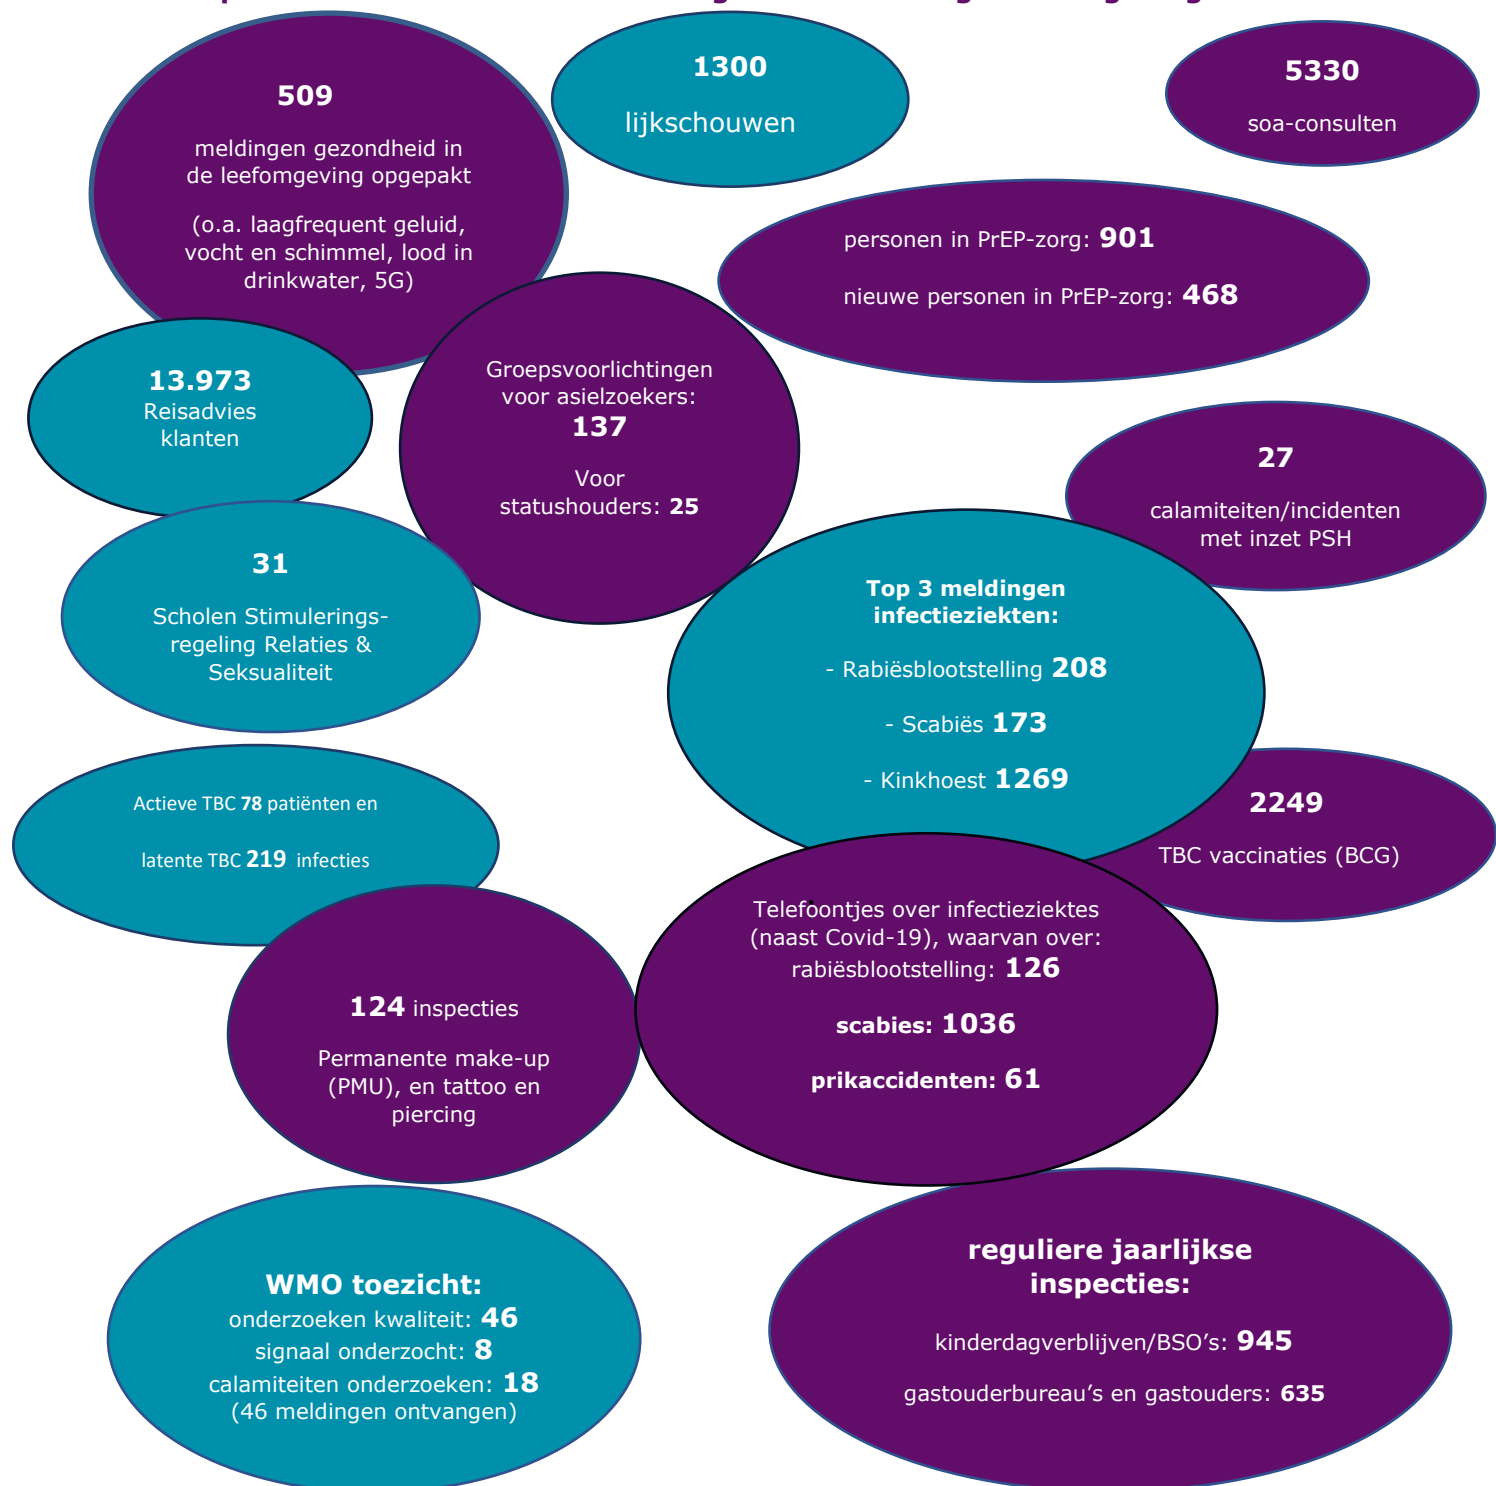 509
meldingen gezondheid in
de leefomgeving opgepakt
(o.a. laagfrequent geluid,
vocht en schimmel, lood in
drinkwater, 5G)
1300
lijkschouwen
5330
soa-consulten
personen in PrEP-zorg: 901
nieuwe personen in PrEP-zorg: 468
13.973
Reisadvies
klanten
Groepsvoorlichtingen
voor asielzoekers:
137
Voor
statushouders: 25
27
calamiteiten/incidenten
met inzet PSH
31
Scholen Stimulerings-
regeling Relaties &
Seksualiteit
Top 3 meldingen
infectieziekten:
- Rabiësblootstelling 208
- Scabiës 173
- Kinkhoest 1269
Actieve TBC 78 patiënten en
latente TBC 219 infecties
2249
TBC vaccinaties (BCG)
Telefoontjes over infectieziektes
(naast Covid-19), waarvan over:
rabiësblootstelling: 126
scabies: 1036
prikaccidenten: 61
124 inspecties
Permanente make-up
(PMU), en tattoo en
piercing
WMO toezicht:
onderzoeken kwaliteit: 46
signaal onderzocht: 8
calamiteiten onderzoeken: 18
(46 meldingen ontvangen)
reguliere jaarlijkse
inspecties:
kinderdagverblijven/BSO's: 945
gastouderbureau's en gastouders: 635